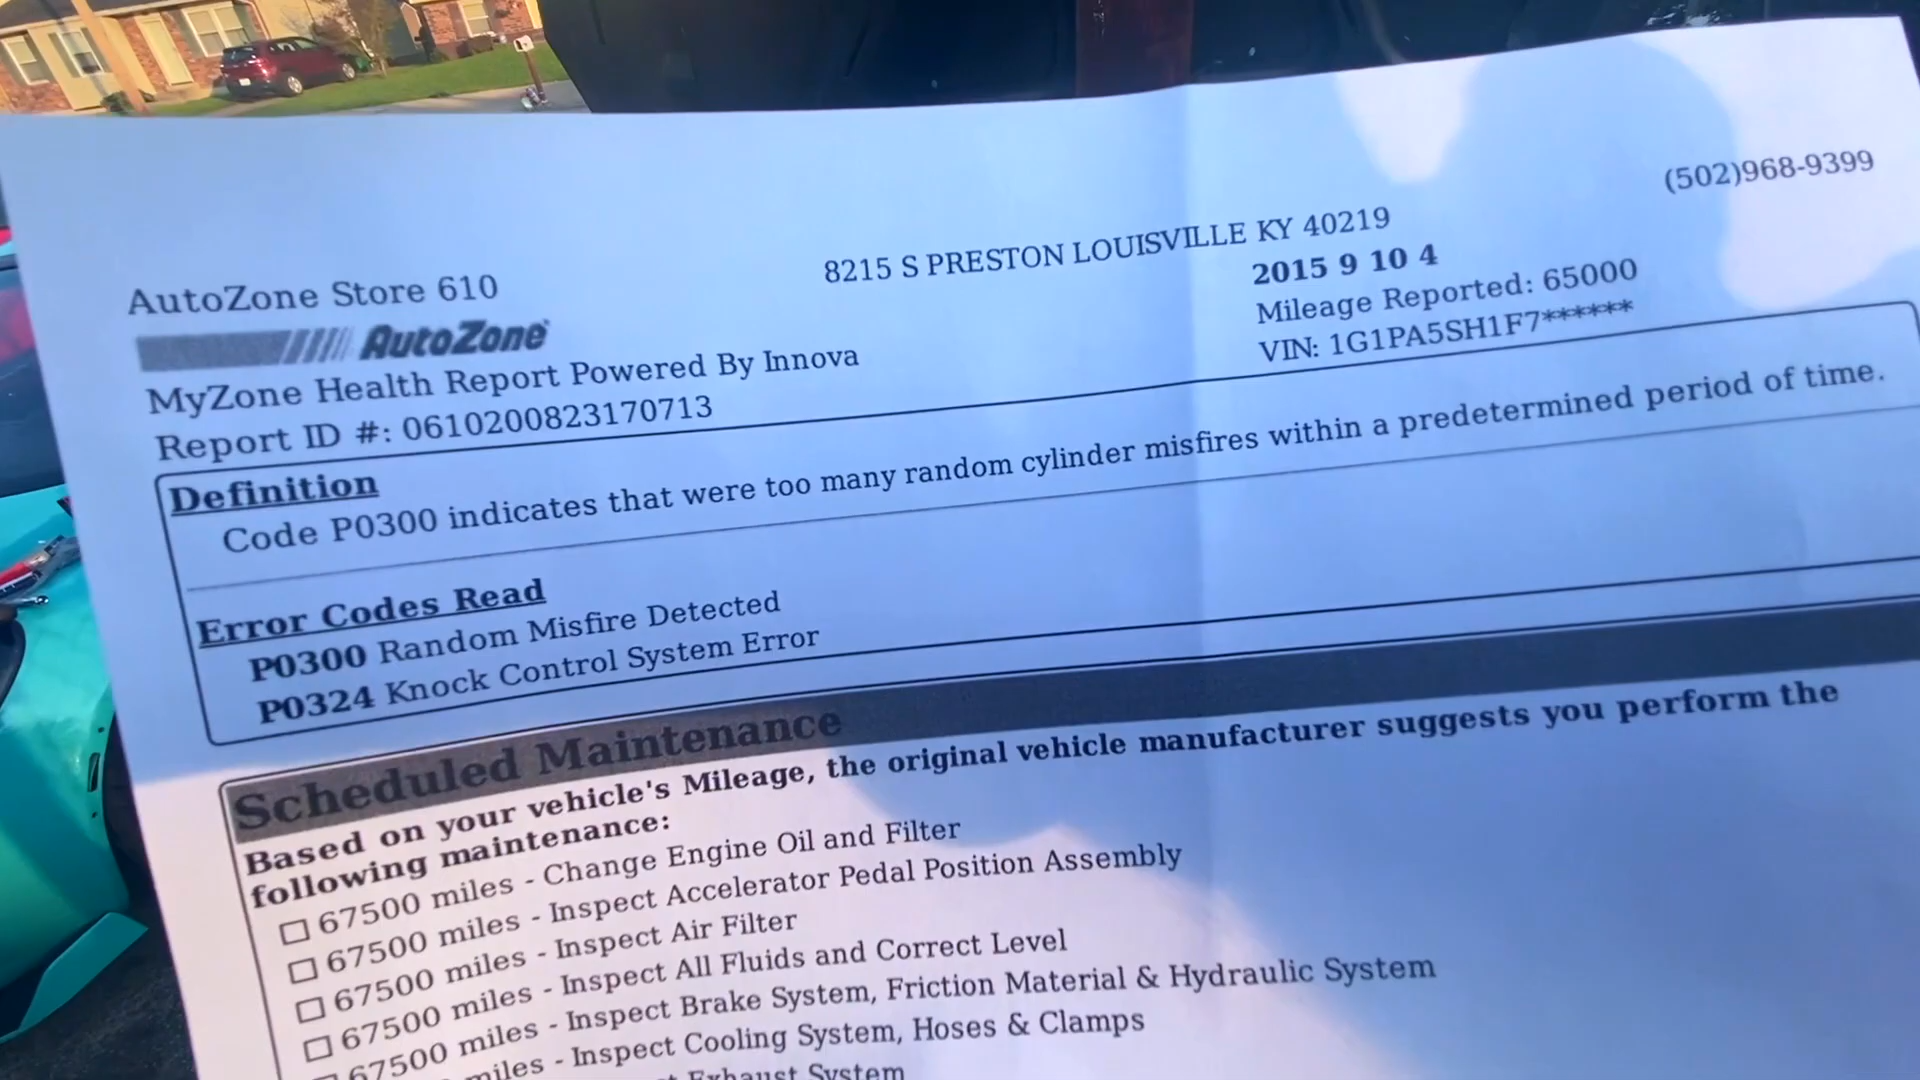 (502)968-9399
8215 S PRESTON LOUISVILLE KY 40219
AutoZone Store 610
2015 9 10 4
AutoZone
Mileage Reported: 65000
MyZone Health Report Powered By Innova
VIN: 1G1PA5SH1F7******
Report ID #: 0610200823170713
Definition
Code P0300 indicates that were too many random cylinder misfires within a predetermined period of time.
Error Codes Read
P0300 Random Misfire Detected
P0324 Knock Control System Error
Scheduled Maintenance
Based on your vehicle's Mileage, the original vehicle manufacturer suggests you perform the
following maintenance:
67500 miles - Change Engine Oil and Filter
67500 miles - Inspect Accelerator Pedal Position Assembly
67500 miles - Inspect Air Filter
67500 miles - Inspect All Fluids and Correct Level
67500 miles - Inspect Brake System, Friction Material & Hydraulic System
miles - Inspect Cooling System, Hoses & Clamps
Exhaust System